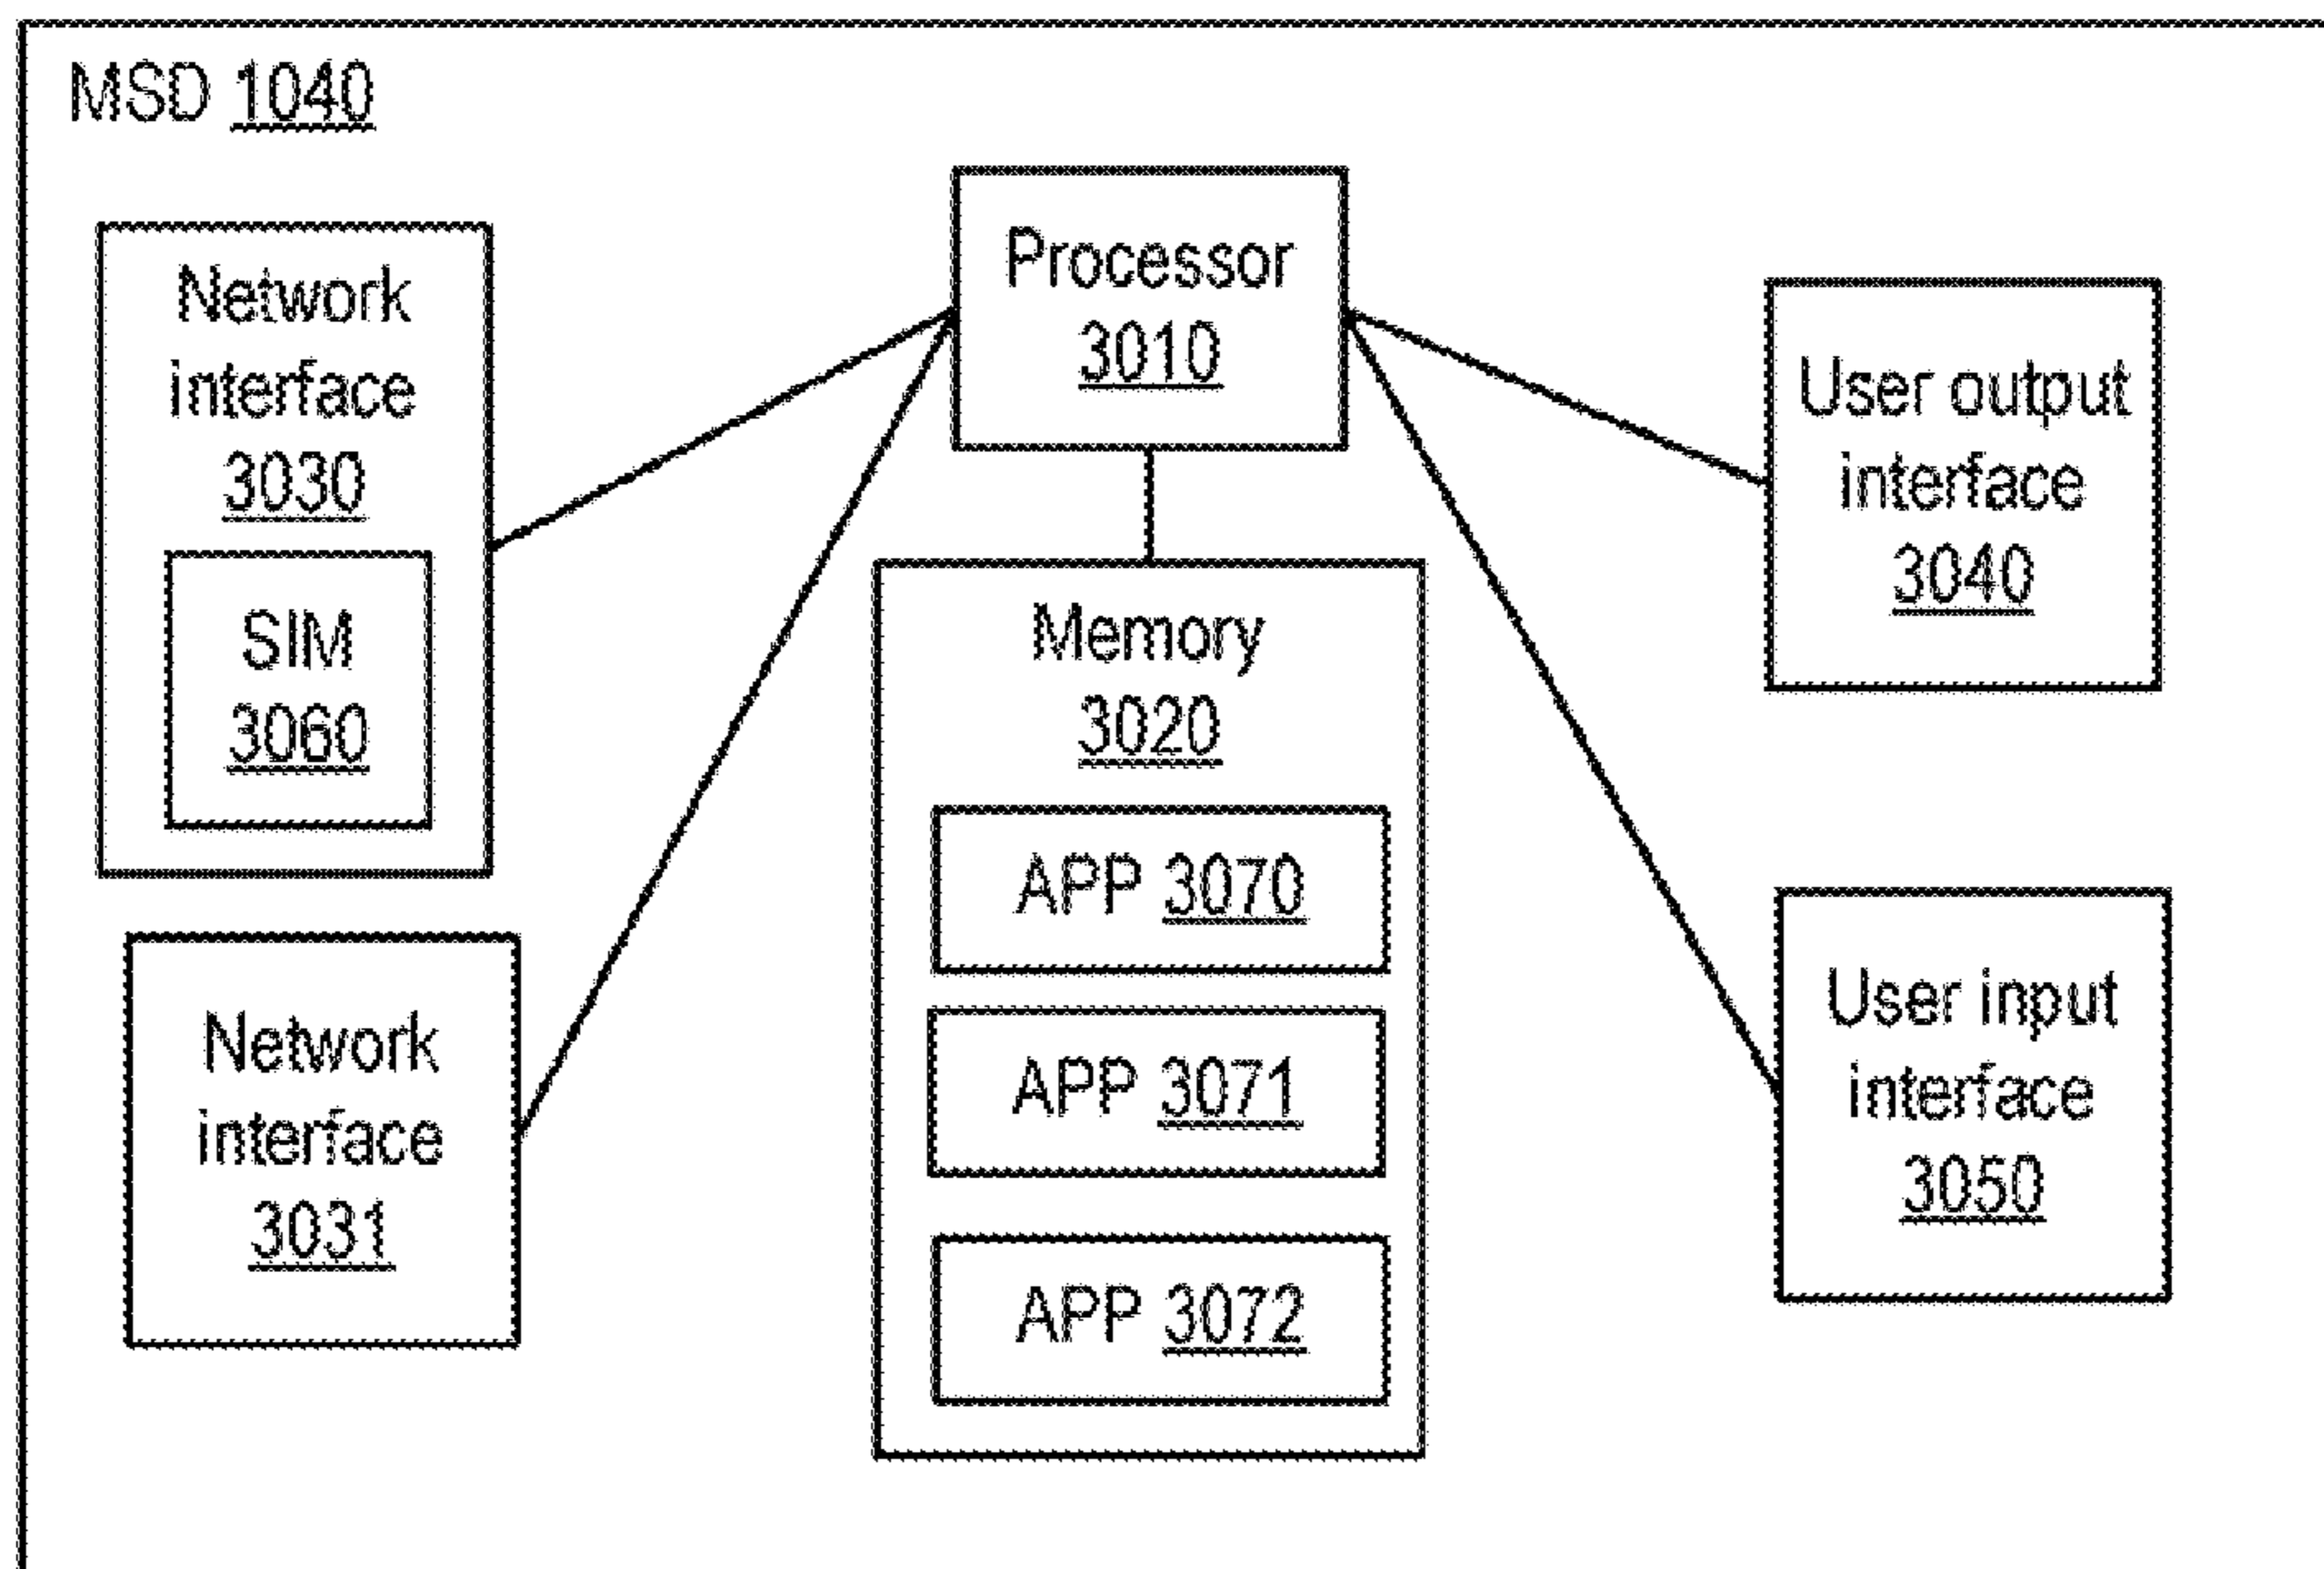 MSD 1040
Network
interface
3030
SIM
3060
Network
interface
3031
Processor
3010
Memory
3020
APP 3070
APP 3071
APP 3072
User output
interface
3040
User input
interface
3050